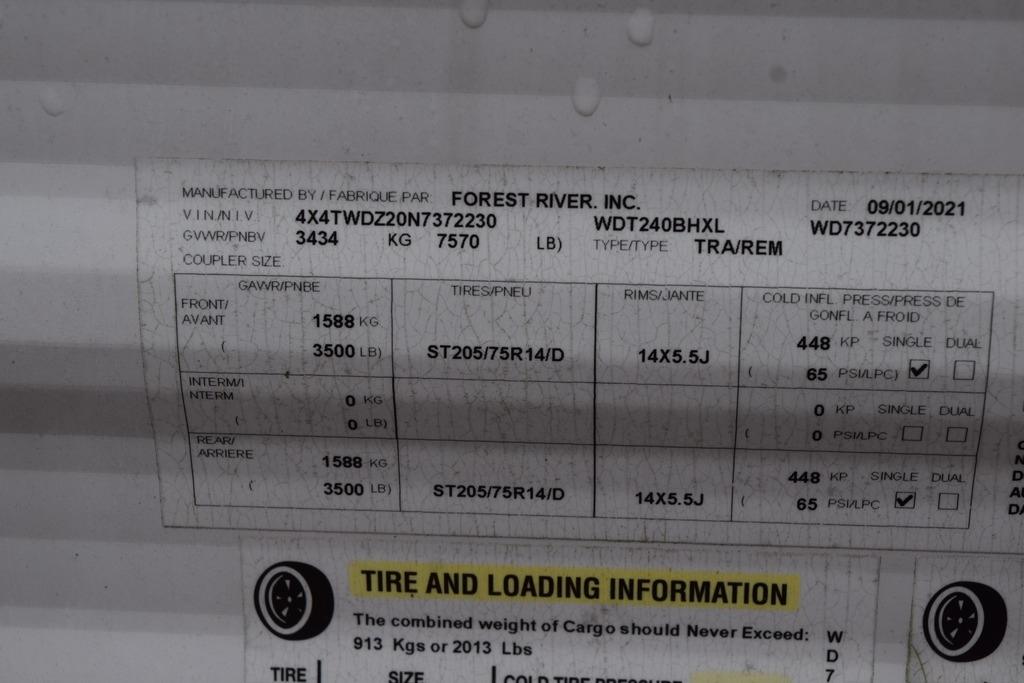 MANUFACTURED BY / FABRIQUE PAR FOREST RIVER. INC. DATE 09/01/2021
V.I.N/N.I.V 4X4TWDZ20N7372230 WDT240BHXL WD7372230
GVWR/PNBV 3434 KG 7570 LB) TYPE/TYPE TRA/REM
COUPLER SIZE
GAWR/PNBE TIRES/PNEU RIMS/JANTE COLD INFL. PRESS/PRESS DE
GONFL. A FROID
FRONT/
AVANT 1588 KG 448 KP SINGLE DUAL
( 3500 LB) ST205/75R14/D 14X5.5J ( 65 PSI/LPC)
INTERM/I
NTERM 0 KG 0 KP SINGLE DUAL
( 0 LB) ( 0 PSI/LPC
REAR/
ARRIERE 1588 KG 448 KP SINGLE DUAL
( 3500 LB) ST205/75R14/D 14X5.5J ( 65 PSI/LPC
TIRE AND LOADING INFORMATION
The combined weight of Cargo should Never Exceed:
913 Kgs or 2013 Lbs
W
D
7
TIRE SIZE COLD TIRE PRESSURE